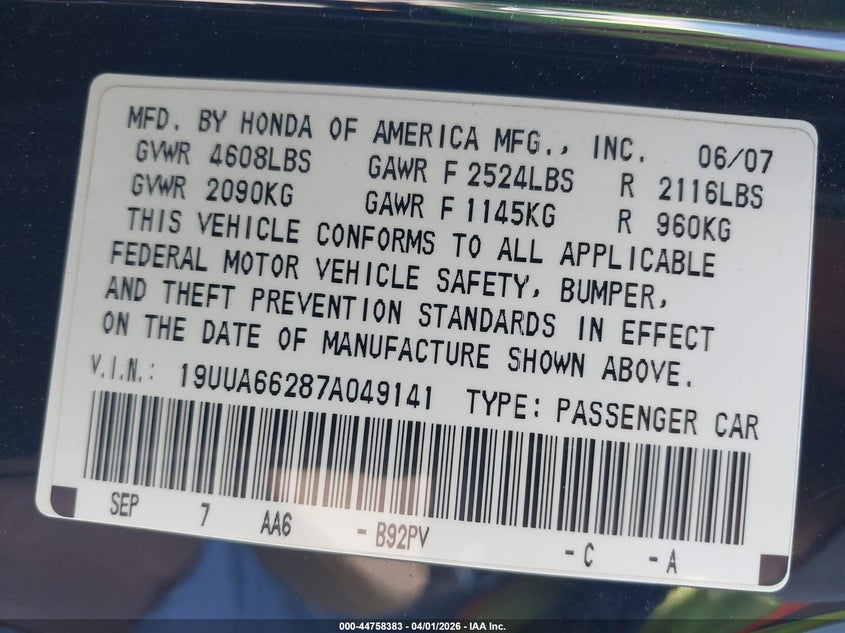 MFD. BY HONDA OF AMERICA MFG., INC. 06/07
GVWR 4608LBS GAWR F 2524LBS R 2116LBS
GVWR 2090KG GAWR F 1145KG R 960KG
THIS VEHICLE CONFORMS TO ALL APPLICABLE
FEDERAL MOTOR VEHICLE SAFETY, BUMPER,
AND THEFT PREVENTION STANDARDS IN EFFECT
ON THE DATE OF MANUFACTURE SHOWN ABOVE.
V.I.N.: 19UUA66287A049141 TYPE: PASSENGER CAR
SEP 7 AA6 - B92PV - C - A
000-44758383 - 04/01/2026 - IAA Inc.